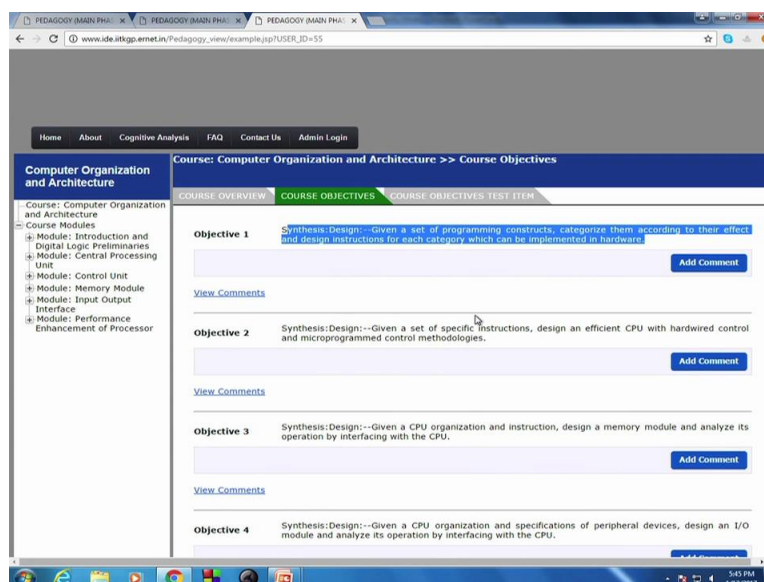 PEDAGOGY (MAIN PHAS
PEDAGOGY (MAIN PHAS
PEDAGOGY (MAIN PHAS
www.ide.iitkgp.ernet.in/Pedagogy_view/example.jsp?USER_ID=55
Home About Cognitive Analysis FAQ Contact Us Admin Login
Computer Organization
and Architecture
Course: Computer Organization
and Architecture
Course Modules
Module: Introduction and
Digital Logic Preliminaries
Module: Central Processing
Unit
Module: Control Unit
Module: Memory Module
Module: Input Output
Interface
Module: Performance
Enhancement of Processor
Course: Computer Organization and Architecture >> Course Objectives
COURSE OVERVIEW COURSE OBJECTIVES COURSE OBJECTIVES TEST ITEM
Objective 1
Synthesis:Design:--Given a set of programming constructs, categorize them according to their effect
and design instructions for each category which can be implemented in hardware.
Add Comment
View Comments
Objective 2
Synthesis:Design:--Given a set of specific instructions, design an efficient CPU with hardwired control
and microprogrammed control methodologies.
Add Comment
View Comments
Objective 3
Synthesis:Design:--Given a CPU organization and instruction, design a memory module and analyze its
operation by interfacing with the CPU.
Add Comment
View Comments
Objective 4
Synthesis:Design:--Given a CPU organization and specifications of peripheral devices, design an I/O
module and analyze its operation by interfacing with the CPU.
Add Comment
5:45 PM